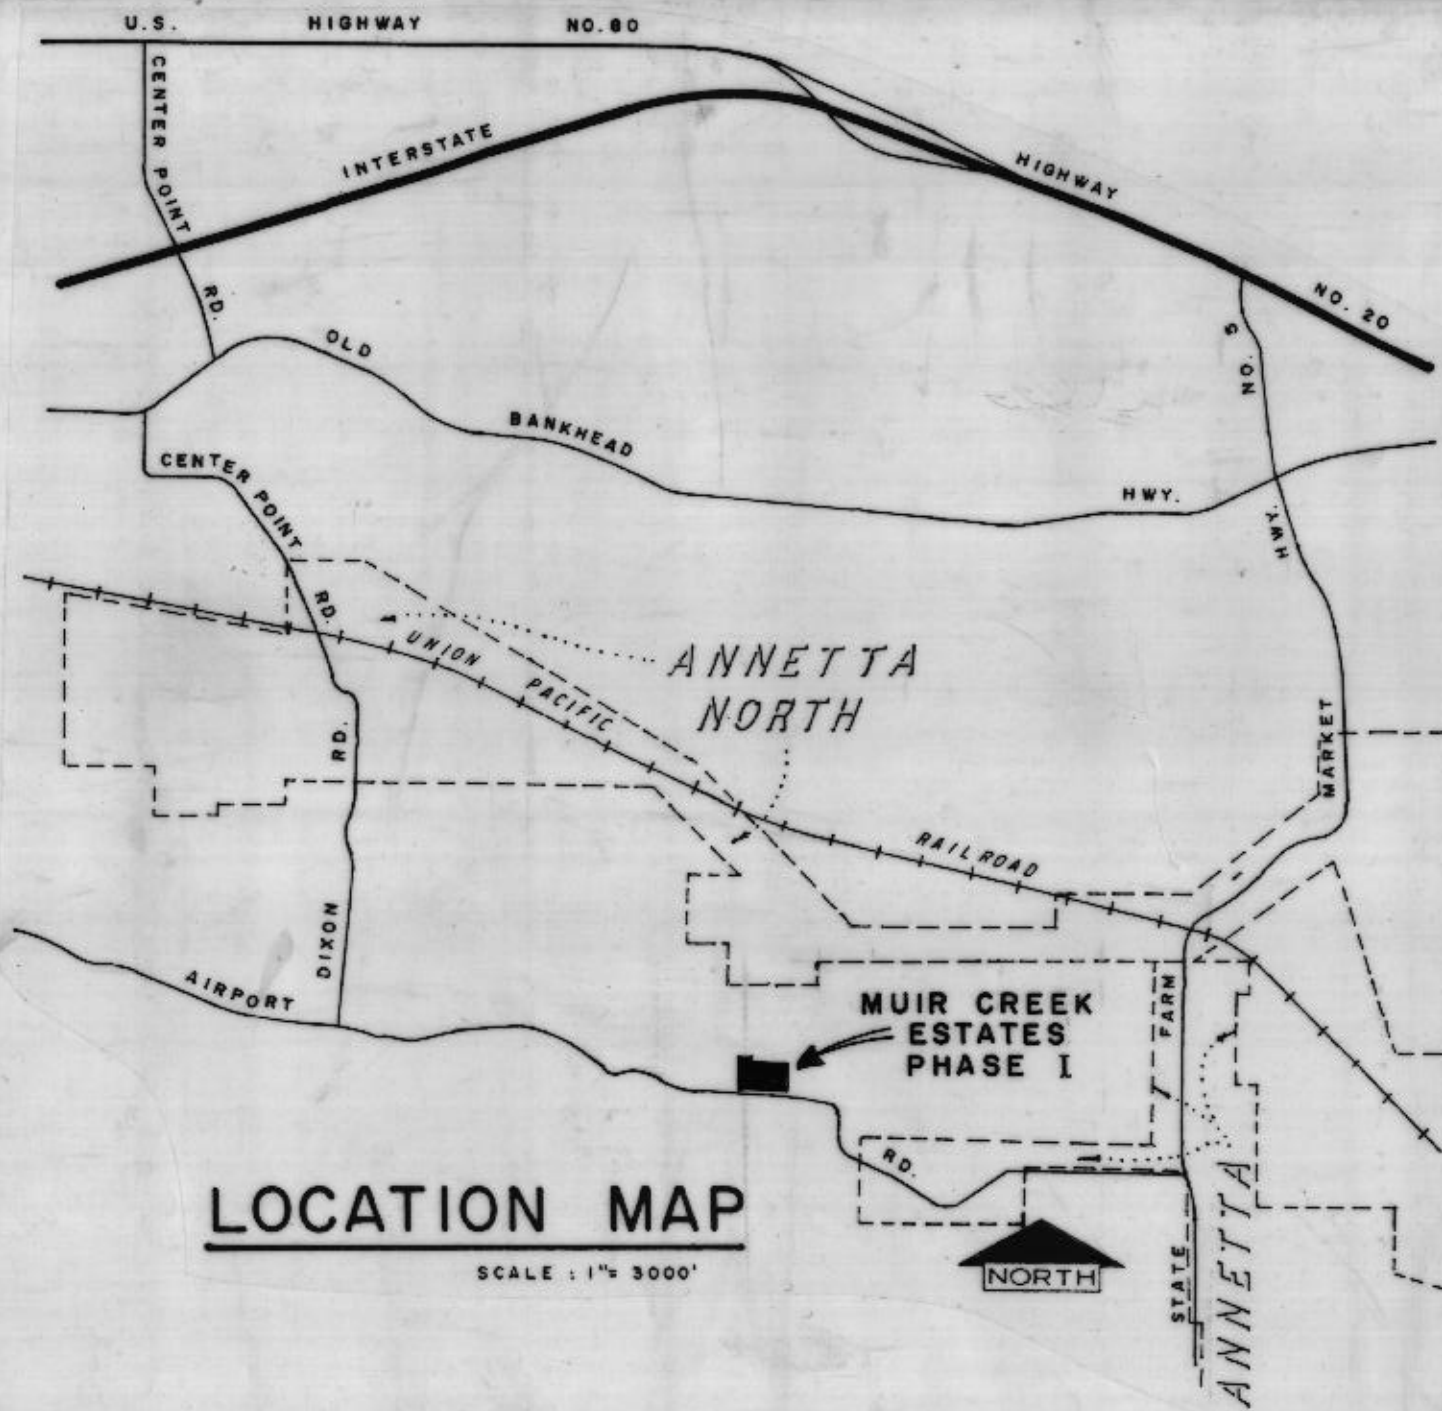 U.S. HIGHWAY NO. 80
CENTER POINT RD.
INTERSTATE HIGHWAY NO. 20
OLD BANKHEAD HWY.
CENTER POINT RD.
UNION PACIFIC RAILROAD
ANNETTA
NORTH
DIXON RD.
AIRPORT RD.
STATE FARM MARKET HWY. NO. 5
MUIR CREEK
ESTATES
PHASE I
ANNETTA
LOCATION MAP
SCALE : 1"= 3000'
NORTH